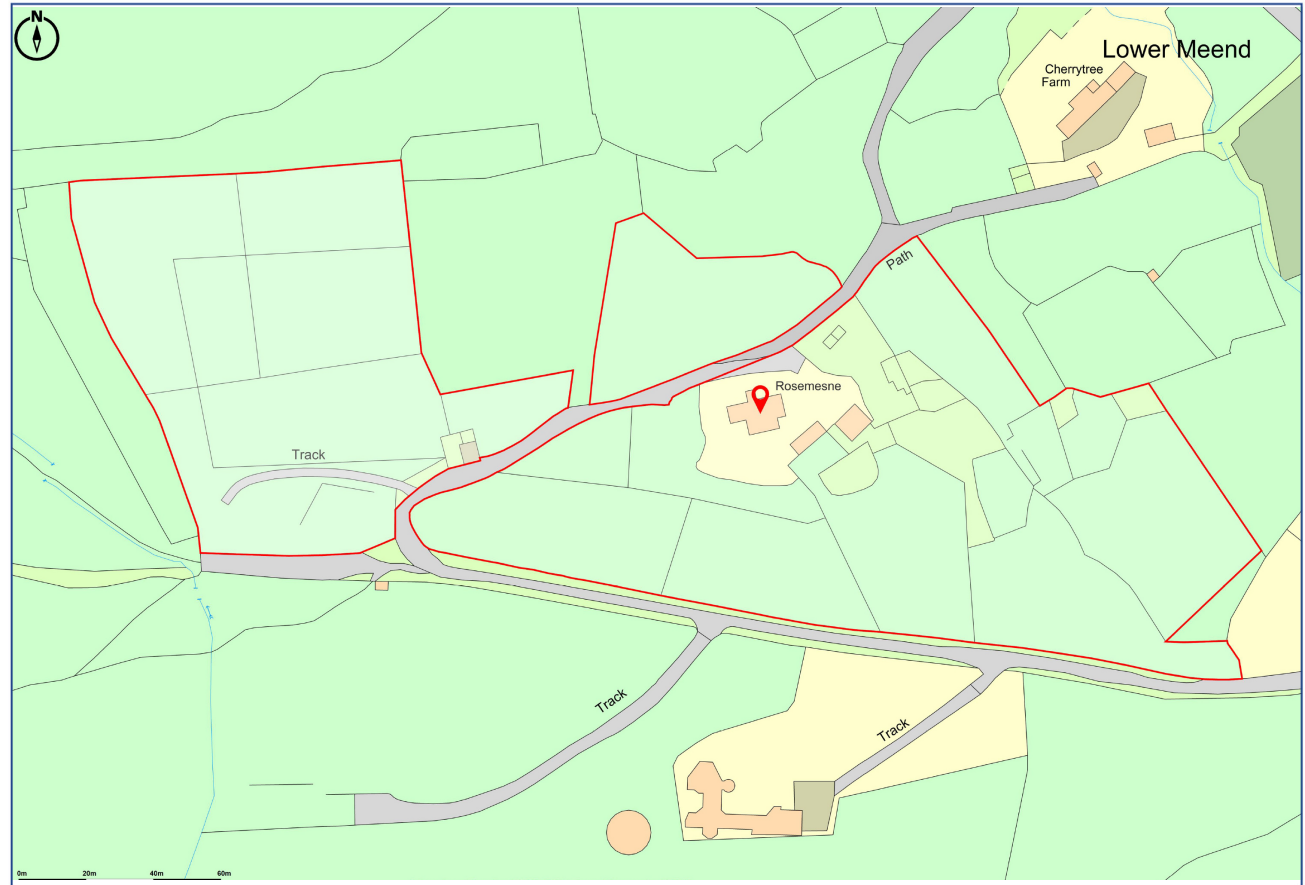 N
Lower Meend
Cherrytree
Farm
Path
Rosemesne
Track
Track
Track
0m 20m 40m 60m